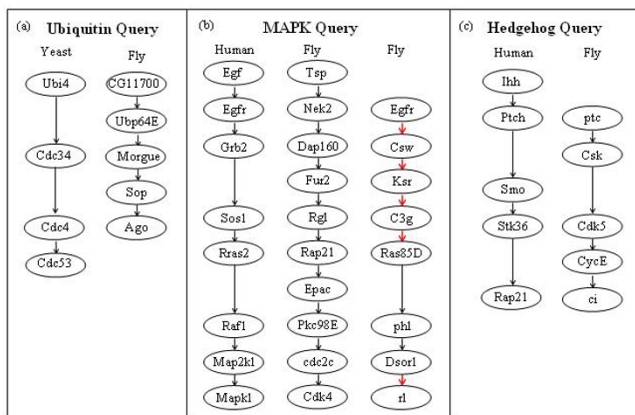 (a) Ubiquitin Query
Yeast Fly
Ubi4
Cdc34
Cdc4
Cdc53
CG11700
Ubp64E
Morgue
Sop
Ago
(b) MAPK Query
Human Fly Fly
Egf
Egfr
Grb2
Sos1
Rras2
Raf1
Map2k1
Mapk1
Tsp
Nek2
Dap160
Fur2
Rgl
Rap21
Epac
Pkc98E
cdc2c
Cdk4
Egfr
Csw
Ksr
C3g
Ras85D
phl
Dsor1
rl
(c) Hedgehog Query
Human Fly
Ihh
Ptch
Smo
Stk36
Rap21
ptc
Csk
Cdk5
CycE
ci